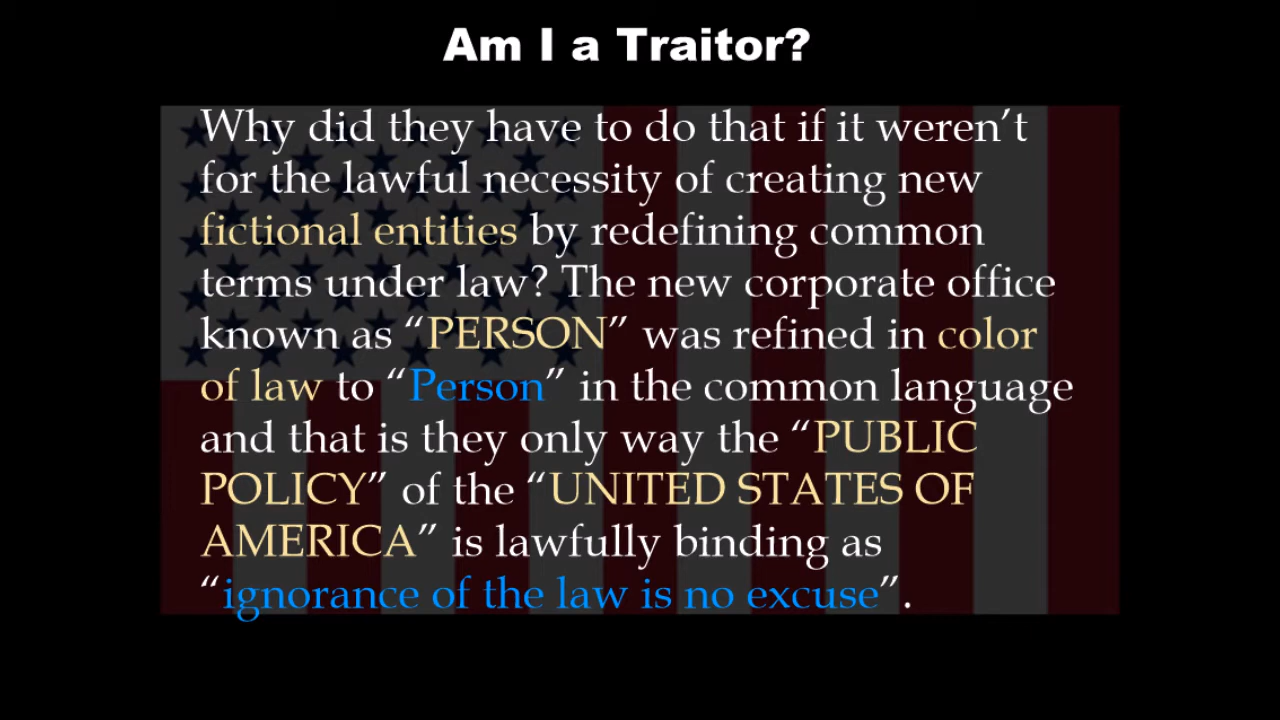 Am I a Traitor?
Why did they have to do that if it weren’t
for the lawful necessity of creating new
fictional entities by redefining common
terms under law? The new corporate office
known as “PERSON” was refined in color
of law to “Person” in the common language
and that is they only way the “PUBLIC
POLICY” of the “UNITED STATES OF
AMERICA” is lawfully binding as
“ignorance of the law is no excuse”.